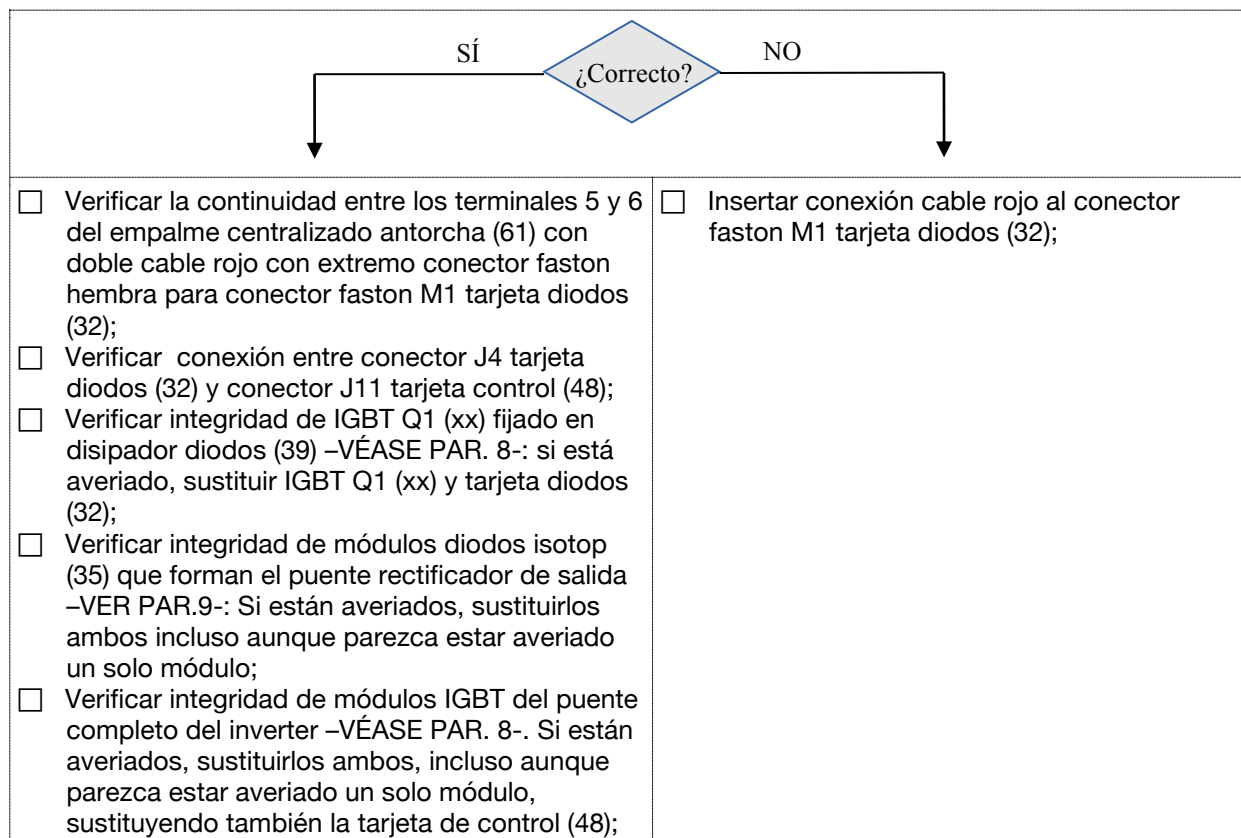 SÍ
¿Correcto?
NO
☐ Verificar la continuidad entre los terminales 5 y 6
del empalme centralizado antorcha (61) con
doble cable rojo con extremo conector faston
hembra para conector faston M1 tarjeta diodos
(32);
☐ Verificar  conexión entre conector J4 tarjeta
diodos (32) y conector J11 tarjeta control (48);
☐ Verificar integridad de IGBT Q1 (xx) fijado en
disipador diodos (39) –VÉASE PAR. 8-: si está
averiado, sustituir IGBT Q1 (xx) y tarjeta diodos
(32);
☐ Verificar integridad de módulos diodos isotop
(35) que forman el puente rectificador de salida
–VER PAR.9-: Si están averiados, sustituirlos
ambos incluso aunque parezca estar averiado
un solo módulo;
☐ Verificar integridad de módulos IGBT del puente
completo del inverter –VÉASE PAR. 8-. Si están
averiados, sustituirlos ambos, incluso aunque
parezca estar averiado un solo módulo,
sustituyendo también la tarjeta de control (48);
☐ Insertar conexión cable rojo al conector
faston M1 tarjeta diodos (32);